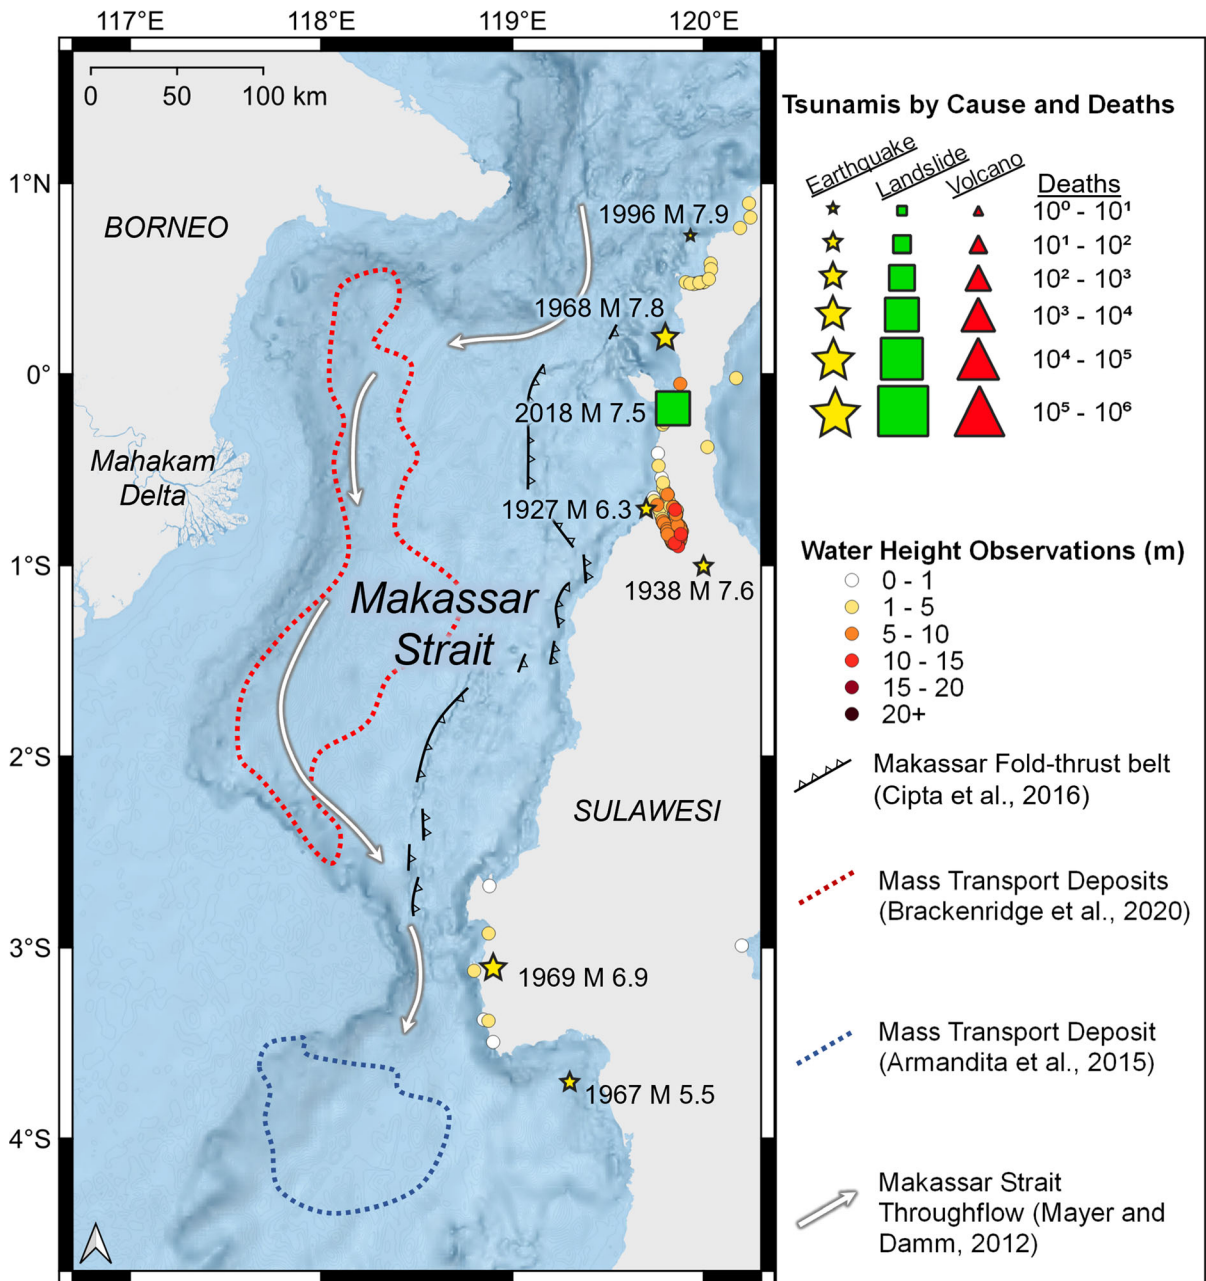 117°E 118°E 119°E 120°E
0 50 100 km
1°N
0°
1°S
2°S
3°S
4°S
BORNEO
Mahakam
Delta
1996 M 7.9
1968 M 7.8
2018 M 7.5
1927 M 6.3
1938 M 7.6
Makassar
Strait
SULAWESI
1969 M 6.9
1967 M 5.5
Tsunamis by Cause and Deaths
Earthquake Landslide Volcano Deaths
10⁰ - 10¹
10¹ - 10²
10² - 10³
10³ - 10⁴
10⁴ - 10⁵
10⁵ - 10⁶
Water Height Observations (m)
0 - 1
1 - 5
5 - 10
10 - 15
15 - 20
20+
Makassar Fold-thrust belt
(Cipta et al., 2016)
Mass Transport Deposits
(Brackenridge et al., 2020)
Mass Transport Deposit
(Armandita et al., 2015)
Makassar Strait
Throughflow (Mayer and
Damm, 2012)